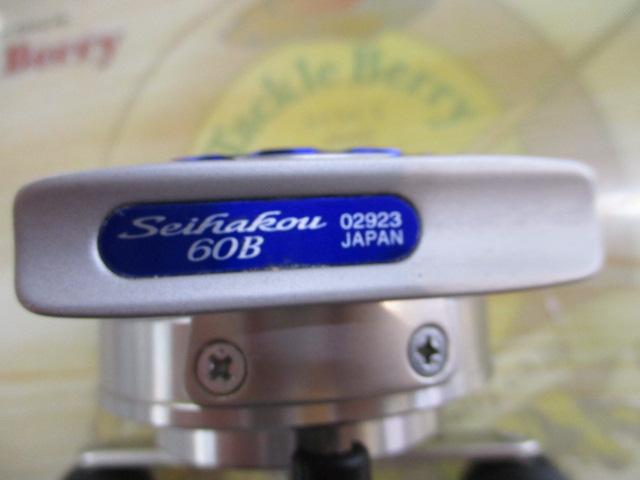 Berry
Tackle Berry
Seihakou
60B
02923
JAPAN